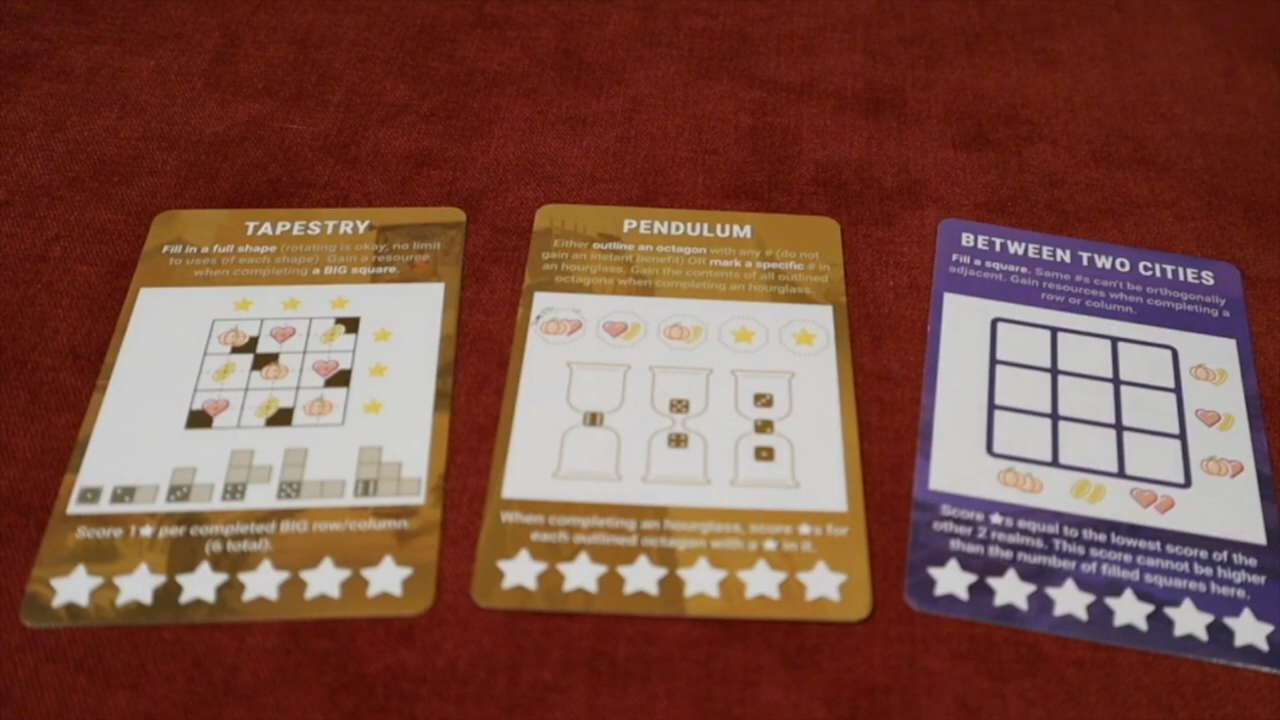 TAPESTRY
Fill in a full shape (rotating is okay; no limit
to uses of each shape). Gain a resource
when completing a BIG square.
Score 1★ per completed BIG row/column
(6 total).
PENDULUM
Either outline an octagon with any # (do not
gain an instant benefit) OR mark a specific # in
an hourglass. Gain the contents of all outlined
octagons when completing an hourglass.
When completing an hourglass, score ★s for
each outlined octagon with a ★ in it.
BETWEEN TWO CITIES
Fill a square. Same #s can't be orthogonally
adjacent. Gain resources when completing a
row or column.
Score ★s equal to the lowest score of the
other 2 realms. This score cannot be higher
than the number of filled squares here.